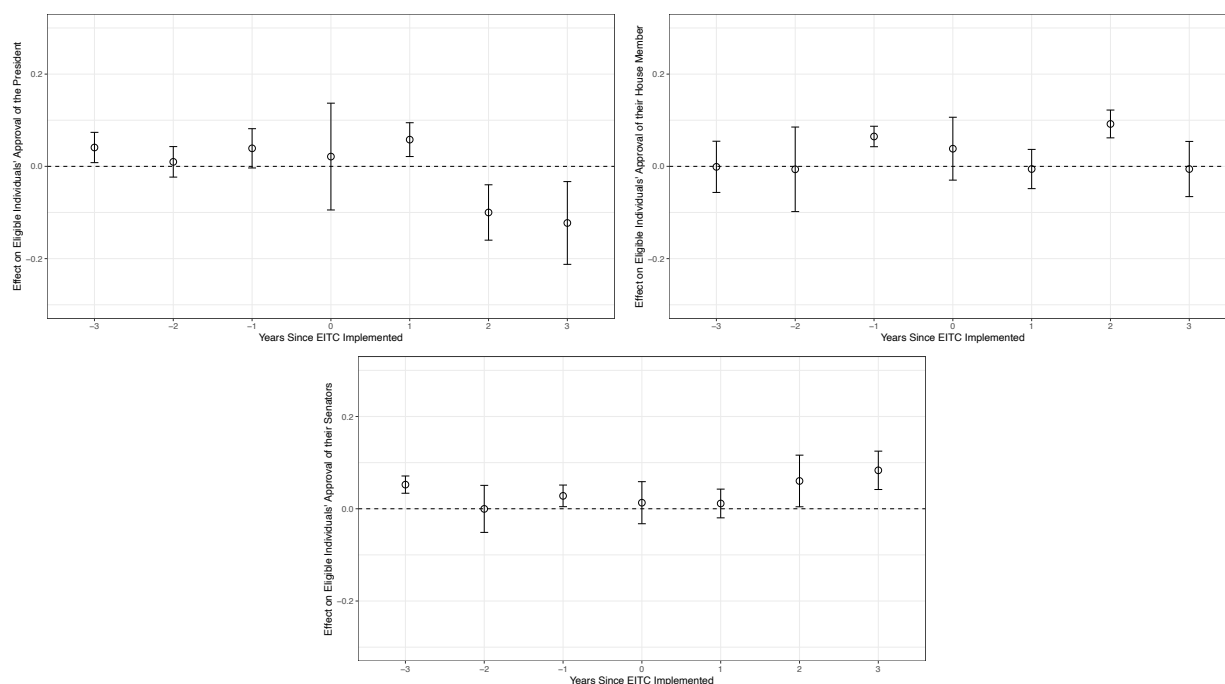 Effect on Eligible Individuals' Approval of the President
0.2
0.0
−0.2
−3 −2 −1 0 1 2 3
Years Since EITC Implemented
Effect on Eligible Individuals' Approval of their House Member
0.2
0.0
−0.2
−3 −2 −1 0 1 2 3
Years Since EITC Implemented
Effect on Eligible Individuals' Approval of their Senators
0.2
0.0
−0.2
−3 −2 −1 0 1 2 3
Years Since EITC Implemented